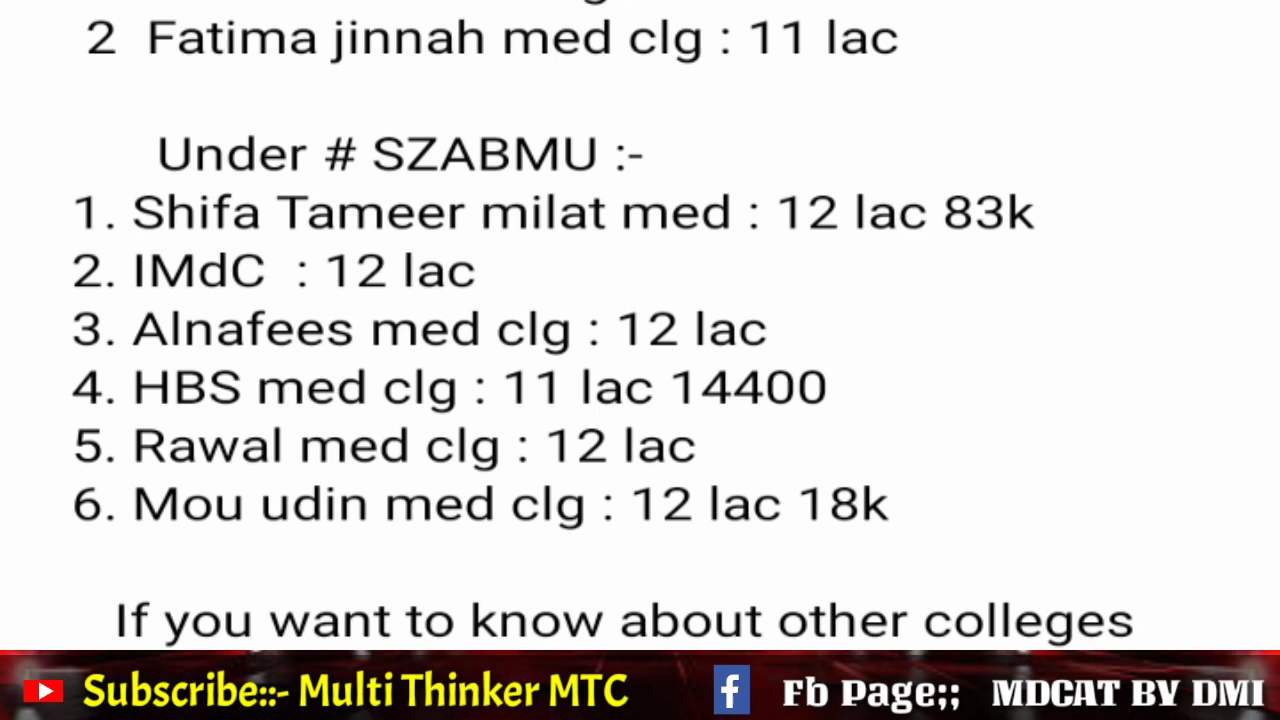 2 Fatima jinnah med clg : 11 lac
Under # SZABMU :-
1. Shifa Tameer milat med : 12 lac 83k
2. IMdC : 12 lac
3. Alnafees med clg : 12 lac
4. HBS med clg : 11 lac 14400
5. Rawal med clg : 12 lac
6. Mou udin med clg : 12 lac 18k
If you want to know about other colleges
Subscribe::- Multi Thinker MTC
Fb Page;; MDCAT BY DMI